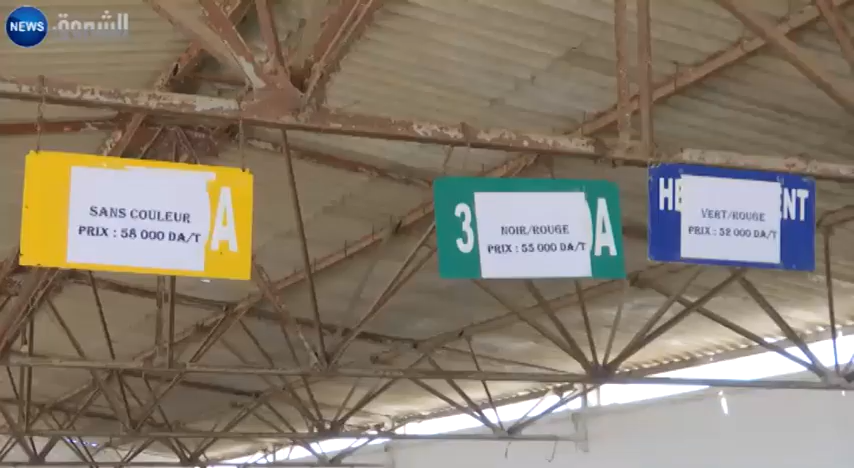 NEWS الشروق
SANS COULEUR
PRIX : 58 000 DA/T
A
3
NOIR/ROUGE
PRIX : 55 000 DA/T
A
HE
VERT/ROUGE
PRIX : 52 000 DA/T
NT